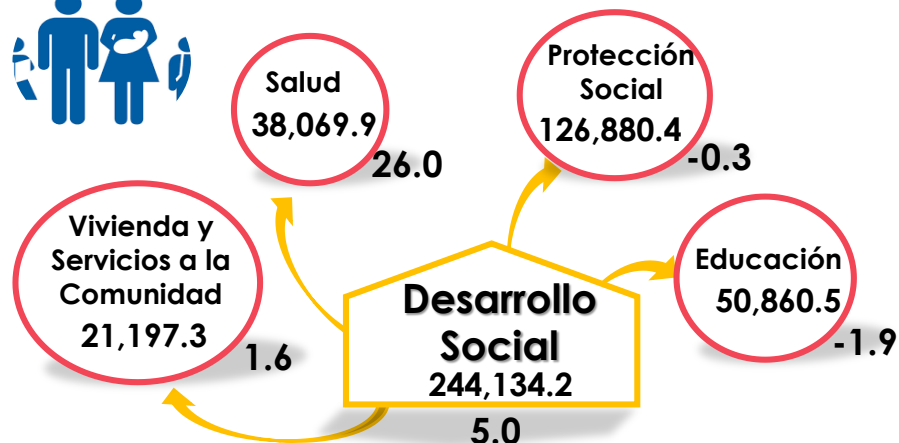 Salud
38,069.9
26.0
Protección
Social
126,880.4
-0.3
Vivienda y
Servicios a la
Comunidad
21,197.3
1.6
Desarrollo
Social
244,134.2
5.0
Educación
50,860.5
-1.9